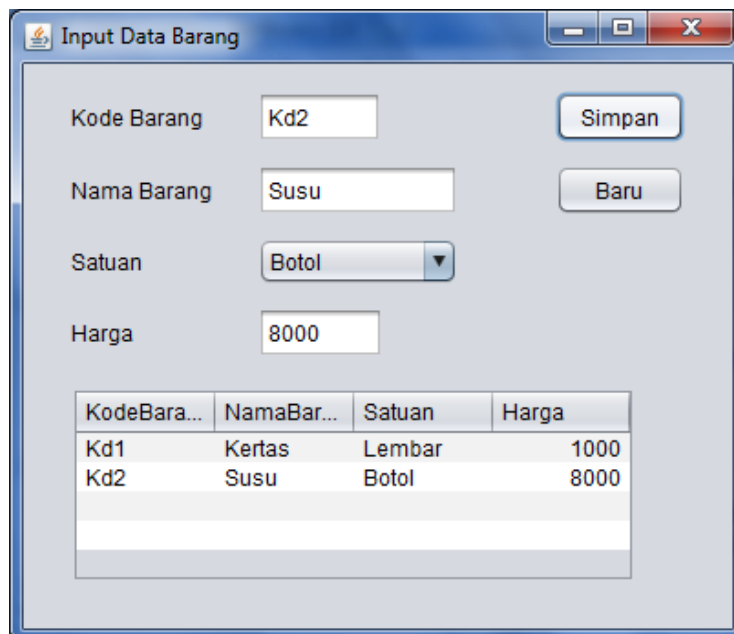 Input Data Barang
Kode Barang Kd2 Simpan
Nama Barang Susu Baru
Satuan Botol
Harga 8000
KodeBara... NamaBar... Satuan Harga
Kd1 Kertas Lembar 1000
Kd2 Susu Botol 8000